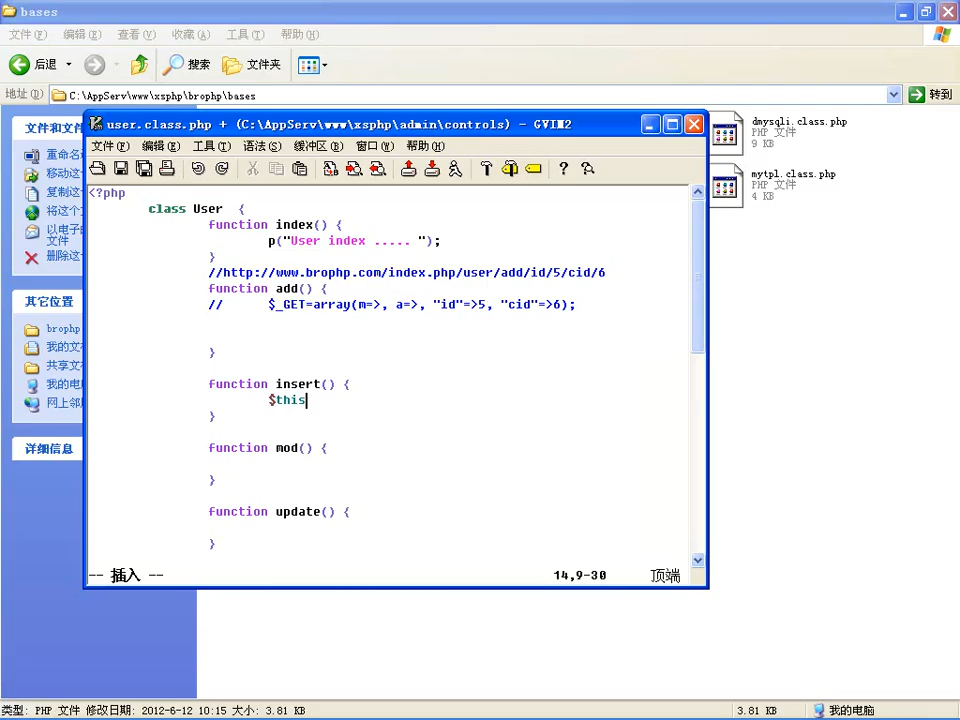 bases
文件(F) 编辑(E) 查看(V) 收藏(A) 工具(T) 帮助(H)
后退 搜索 文件夹
地址(D) C:\AppServ\www\xsphp\brophp\bases 转到
文件和文件
重命名
移动这
复制这
将这个
以电子
文件
删除这
其它位置
brophp
我的文
共享文
我的电
网上邻
详细信息
user.class.php + (C:\AppServ\www\xsphp\admin\controls) - GVIM2
文件(F) 编辑(E) 工具(T) 语法(S) 缓冲区(B) 窗口(W) 帮助(H)
<?php
class User {
function index() {
p("User index ..... ");
}
//http://www.brophp.com/index.php/user/add/id/5/cid/6
function add() {
// $_GET=array(m=>, a=>, "id"=>5, "cid"=>6);
}
function insert() {
$this
}
function mod() {
}
function update() {
}
-- 插入 -- 14,9-30 顶端
dmysqli.class.php
PHP 文件
9 KB
mytpl.class.php
PHP 文件
4 KB
类型: PHP 文件 修改日期: 2012-6-12 10:15 大小: 3.81 KB 3.81 KB 我的电脑